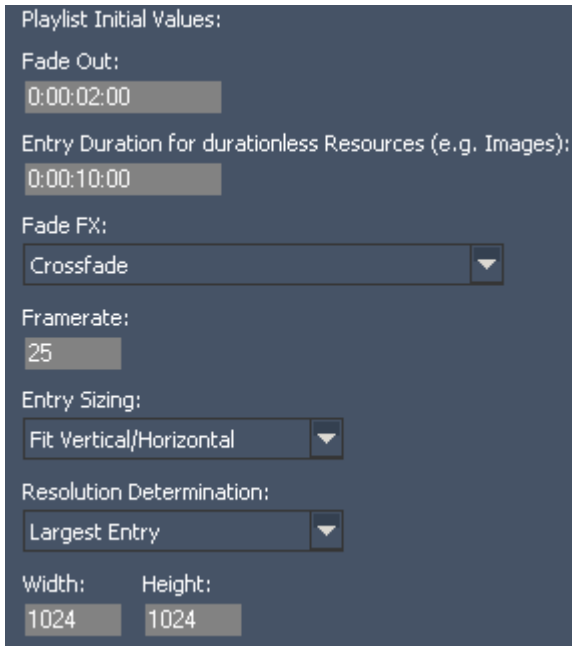 Playlist Initial Values:
Fade Out:
0:00:02:00
Entry Duration for durationless Resources (e.g. Images):
0:00:10:00
Fade FX:
Crossfade
Framerate:
25
Entry Sizing:
Fit Vertical/Horizontal
Resolution Determination:
Largest Entry
Width: Height:
1024 1024